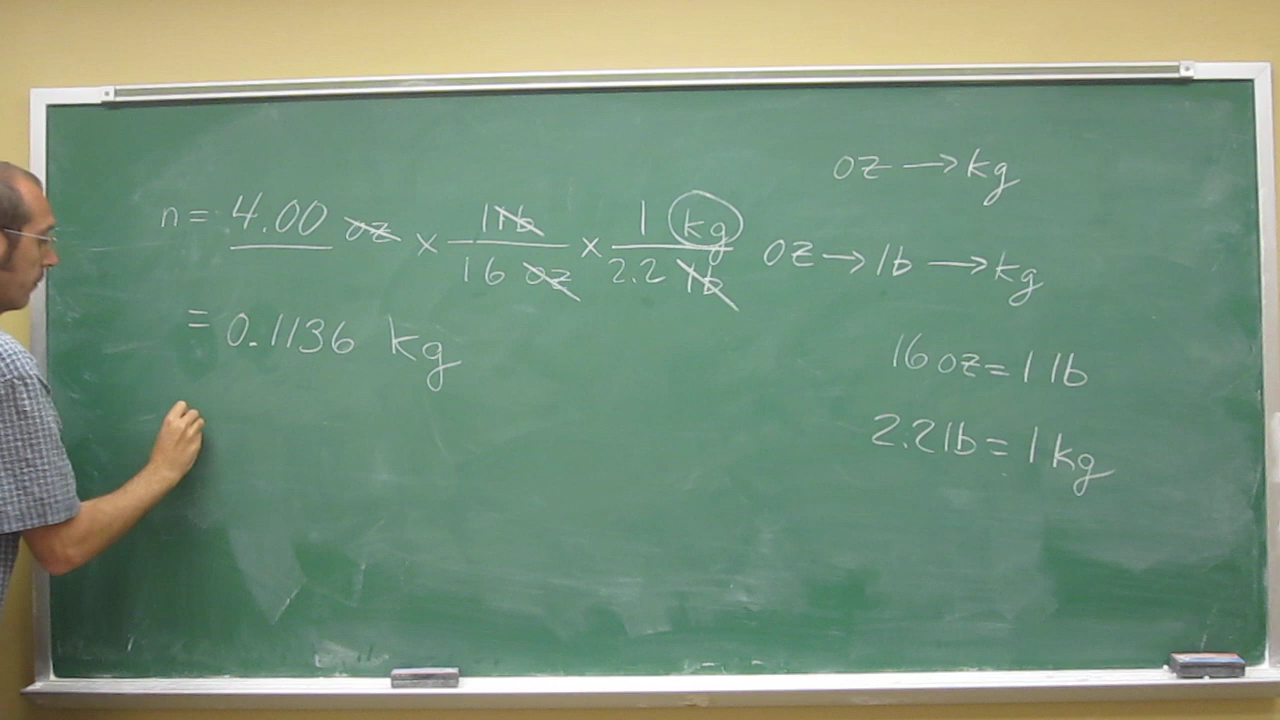 oz → kg
n = 4.00 oz × 1 lb / 16 oz × 1 kg / 2.2 lb
oz → lb → kg
= 0.1136 kg
16 oz = 1 lb
2.2 lb = 1 kg